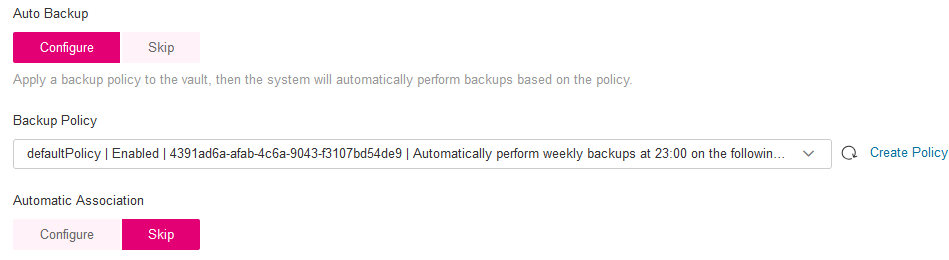 Auto Backup
Configure Skip
Apply a backup policy to the vault, then the system will automatically perform backups based on the policy.
Backup Policy
defaultPolicy | Enabled | 4391ad6a-afab-4c6a-9043-f3107bd54de9 | Automatically perform weekly backups at 23:00 on the followin... Create Policy
Automatic Association
Configure Skip